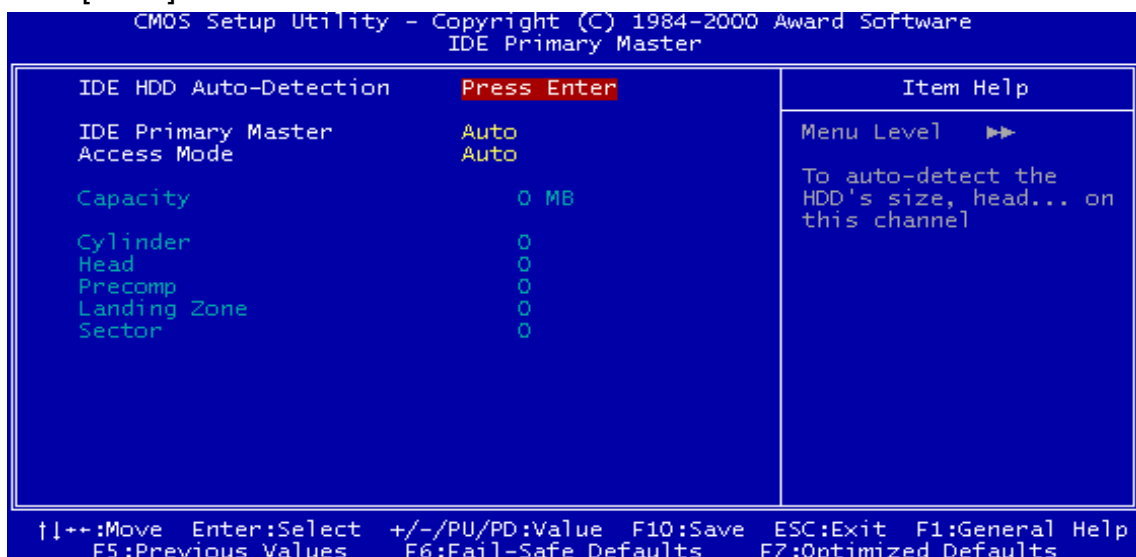 CMOS Setup Utility – Copyright (C) 1984–2000 Award Software
IDE Primary Master
IDE HDD Auto-Detection Press Enter Item Help
IDE Primary Master Auto Menu Level ►►
Access Mode Auto
To auto-detect the
Capacity 0 MB HDD's size, head... on
this channel
Cylinder 0
Head 0
Precomp 0
Landing Zone 0
Sector 0
↑↓←→:Move Enter:Select +/-/PU/PD:Value F10:Save ESC:Exit F1:General Help
F5:Previous Values F6:Fail-Safe Defaults F7:Optimized Defaults